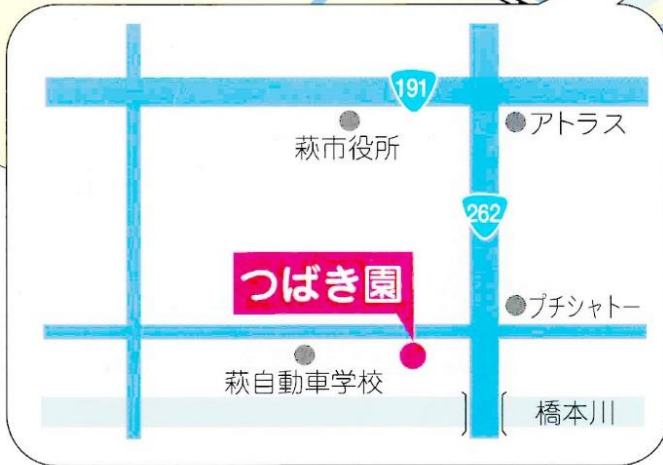 191
萩市役所
アトラス
262
つばき園
プチシャトー
萩自動車学校
橋本川